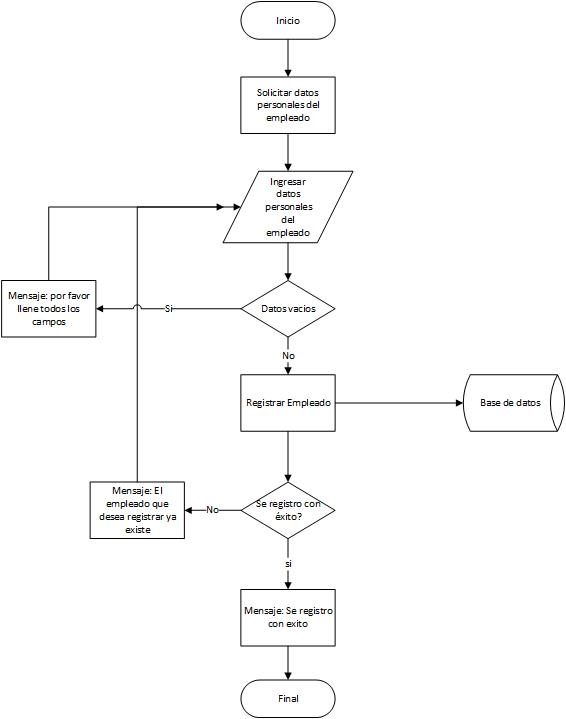 Inicio
Solicitar datos
personales del
empleado
Ingresar
datos
personales
del
empleado
Mensaje: por favor
llene todos los
campos
Si
Datos vacios
No
Registrar Empleado
Base de datos
Mensaje: El
empleado que
desea registrar ya
existe
No
Se registro con
éxito?
si
Mensaje: Se registro
con exito
Final